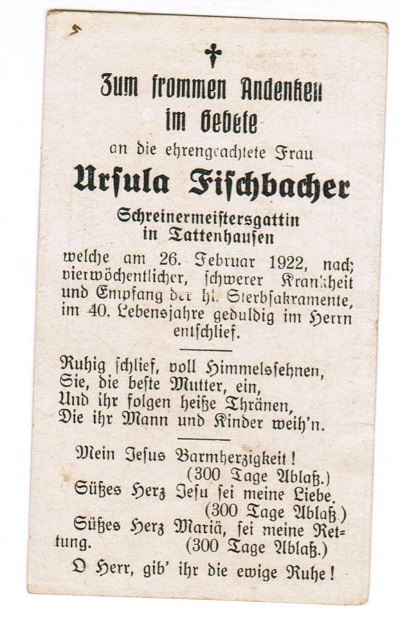 5
✝
Zum frommen Andenken
im Gebete
an die ehrengeachtete Frau
Ursula Fischbacher
Schreinermeistersgattin
in Tattenhausen
welche am 26. Februar 1922, nach
vierwöchentlicher, schwerer Krankheit
und Empfang der hl. Sterbsakramente,
im 40. Lebensjahre geduldig im Herrn
entschlief.
Ruhig schlief, voll Himmelssehnen,
Sie, die beste Mutter, ein,
Und ihr folgen heiße Thränen,
Die ihr Mann und Kinder weih'n.
Mein Jesus Barmherzigkeit!
(300 Tage Ablaß.)
Süßes Herz Jesu sei meine Liebe.
(300 Tage Ablaß)
Süßes Herz Mariä, sei meine Ret=
tung. (300 Tage Ablaß.)
O Herr, gib' ihr die ewige Ruhe!